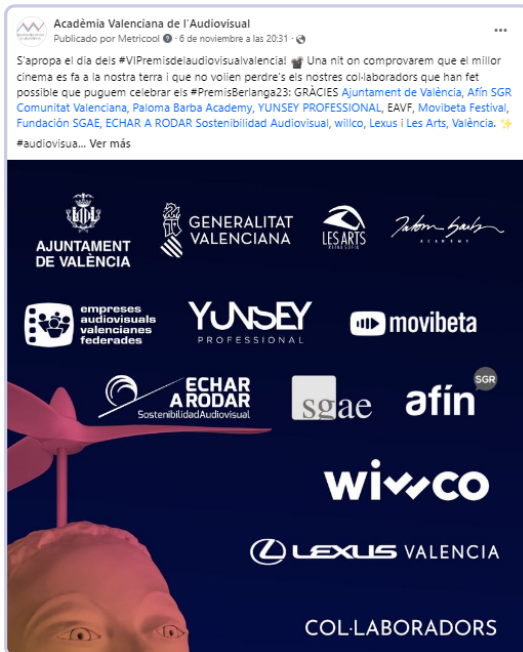 Acadèmia Valenciana de l'Audiovisual
Publicado por Metricool · 6 de noviembre a las 20:31 ·
S'apropa el dia dels #VIPremisdelaudiovisualvalencia! Una nit on comprovarem que el millor
cinema es fa a la nostra terra i que no volien perdre's els nostres col·laboradors que han fet
possible que puguem celebrar els #PremisBerlanga23: GRÀCIES Ajuntament de València, Afín SGR
Comunitat Valenciana, Paloma Barba Academy, YUNSEY PROFESSIONAL, EAVF, Movibeta Festival,
Fundación SGAE, ECHAR A RODAR Sostenibilidad Audiovisual, willco, Lexus i Les Arts, València.
#audiovisua... Ver más
AJUNTAMENT
DE VALÈNCIA
GENERALITAT
VALENCIANA
LES ARTS
ACADEMY
empreses
audiovisuals
valencianes
federades
YUNSEY
PROFESSIONAL
movibeta
ECHAR
A RODAR
SostenibilidadAudiovisual
sgae
afín
SGR
willco
LEXUS VALENCIA
COL·LABORADORS